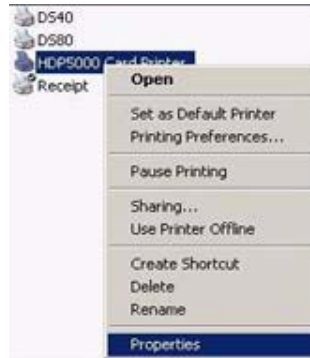 DS40
DS80
HDP5000 Card Printer
Receipt
Open
Set as Default Printer
Printing Preferences...
Pause Printing
Sharing...
Use Printer Offline
Create Shortcut
Delete
Rename
Properties